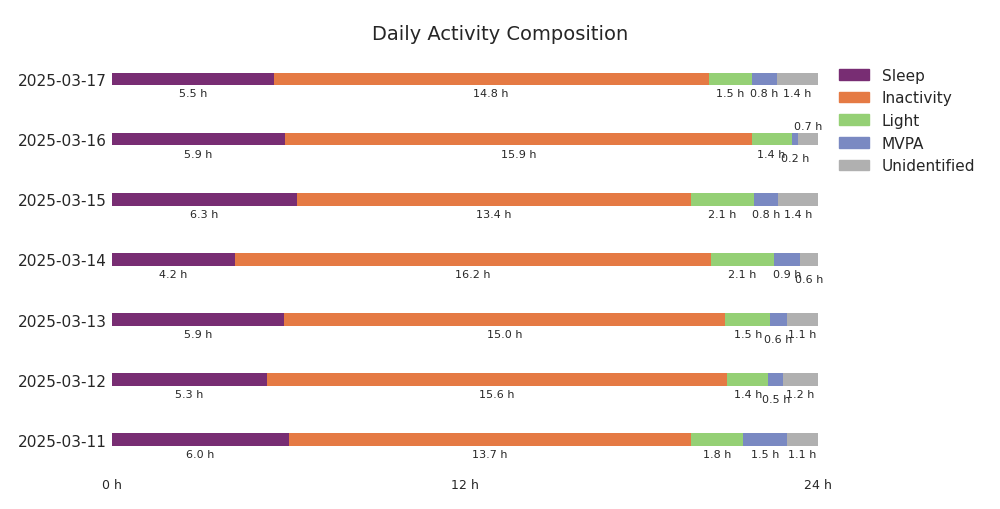 Daily Activity Composition
2025-03-17
5.5 h 14.8 h 1.5 h 0.8 h 1.4 h
Sleep
Inactivity
Light
MVPA
Unidentified
0.7 h
2025-03-16
5.9 h 15.9 h 1.4 h 0.2 h
2025-03-15
6.3 h 13.4 h 2.1 h 0.8 h 1.4 h
2025-03-14
4.2 h 16.2 h 2.1 h 0.9 h 0.6 h
2025-03-13
5.9 h 15.0 h 1.5 h 0.6 h 1.1 h
2025-03-12
5.3 h 15.6 h 1.4 h 0.5 h 1.2 h
2025-03-11
6.0 h 13.7 h 1.8 h 1.5 h 1.1 h
0 h 12 h 24 h